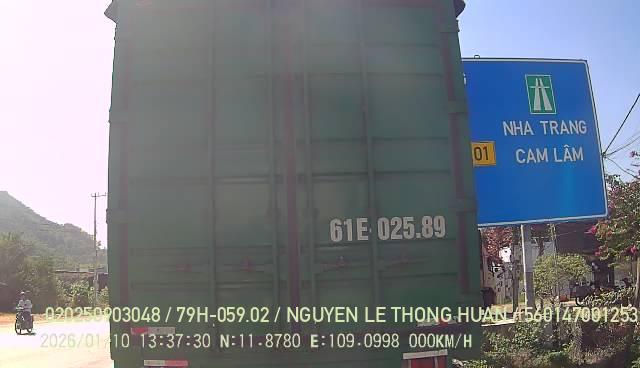 NHA TRANG
01
CAM LÂM
61E-025.89
020250903048 / 79H-059.02 / NGUYEN LE THONG HUAN /560147001253
2026/01/10 13:37:30 N:11.8780 E:109.0998 000KM/H